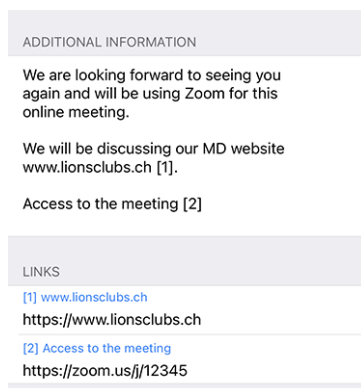 ADDITIONAL INFORMATION
We are looking forward to seeing you
again and will be using Zoom for this
online meeting.
We will be discussing our MD website
www.lionsclubs.ch [1].
Access to the meeting [2]
LINKS
[1] www.lionsclubs.ch
https://www.lionsclubs.ch
[2] Access to the meeting
https://zoom.us/j/12345